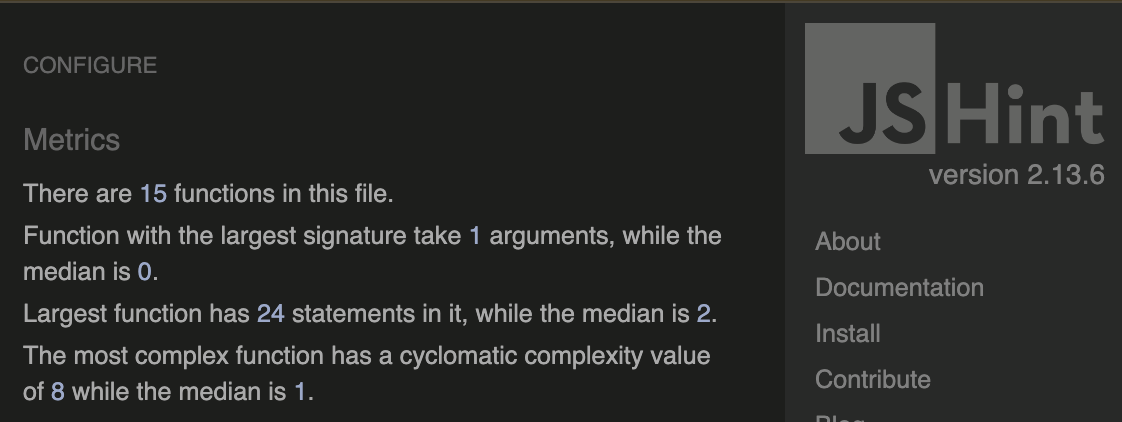 CONFIGURE
Metrics
There are 15 functions in this file.
Function with the largest signature take 1 arguments, while the
median is 0.
Largest function has 24 statements in it, while the median is 2.
The most complex function has a cyclomatic complexity value
of 8 while the median is 1.
JSHint
version 2.13.6
About
Documentation
Install
Contribute
Blog